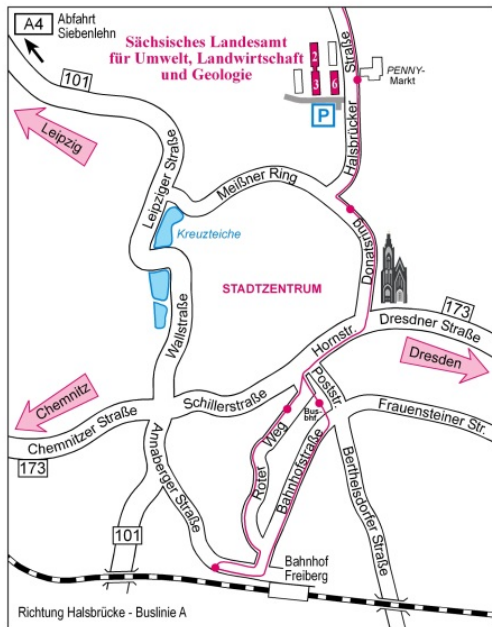 A4
Abfahrt
Siebenlehn
Sächsisches Landesamt
für Umwelt, Landwirtschaft
und Geologie
2
3
6
P
PENNY-
Markt
Halsbrücker Straße
101
Leipzig
Leipziger Straße
Meißner Ring
Kreuzteiche
Donatsring
STADTZENTRUM
173
Dresdner Straße
Dresden
Wallstraße
Hornstr.
Chemnitz
Schillerstraße
Poststr.
Bus-
bhf.
Frauensteiner Str.
Chemnitzer Straße
173
Annaberger Straße
Roter Weg
Bahnhofstraße
Berthelsdorfer Straße
101
Bahnhof
Freiberg
Richtung Halsbrücke - Buslinie A